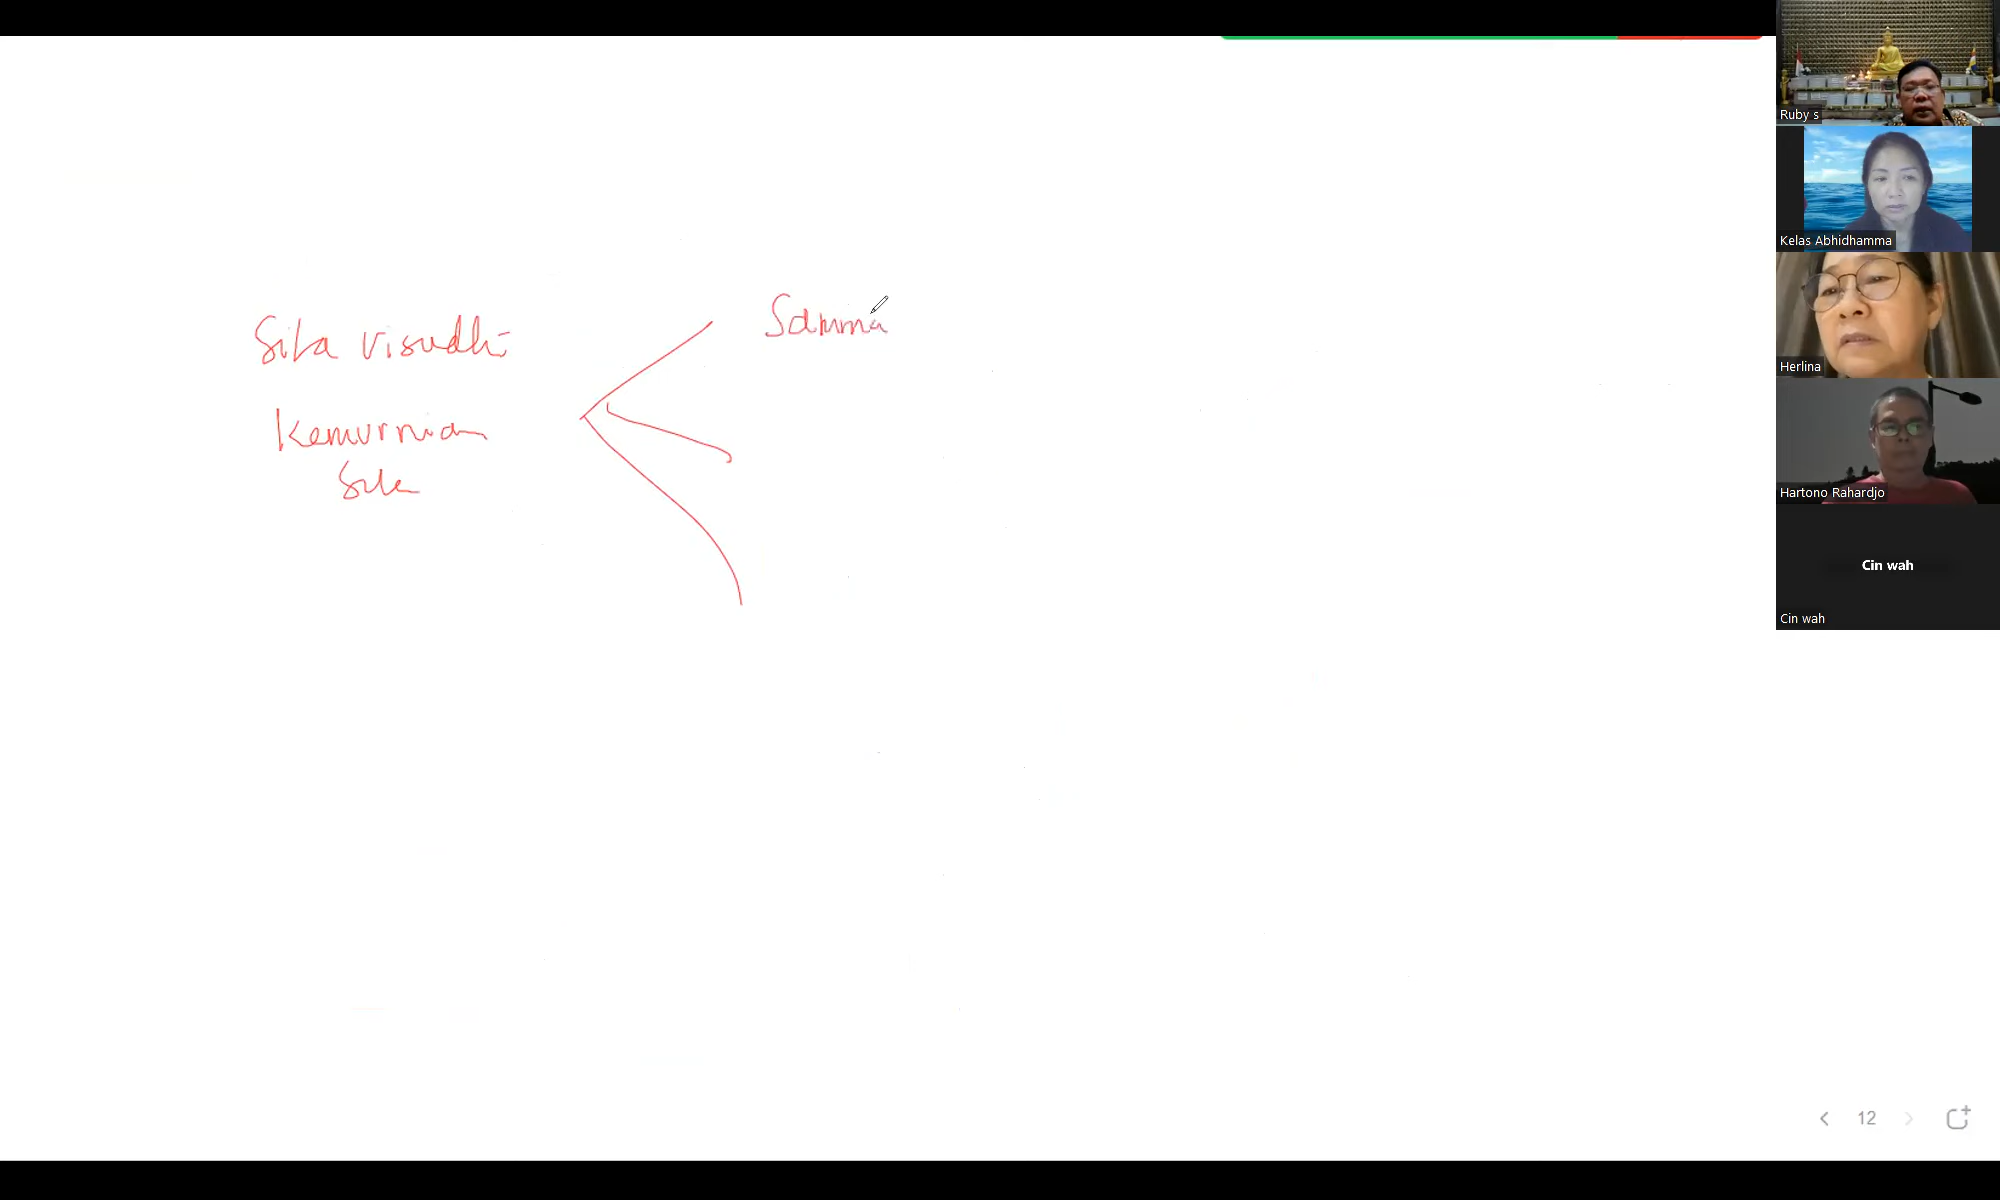 Sila Visudhi
Kemurnian
Sila
Samma
Ruby s
Kelas Abhidhamma
Herlina
Hartono Rahardjo
Cin wah
Cin wah
12